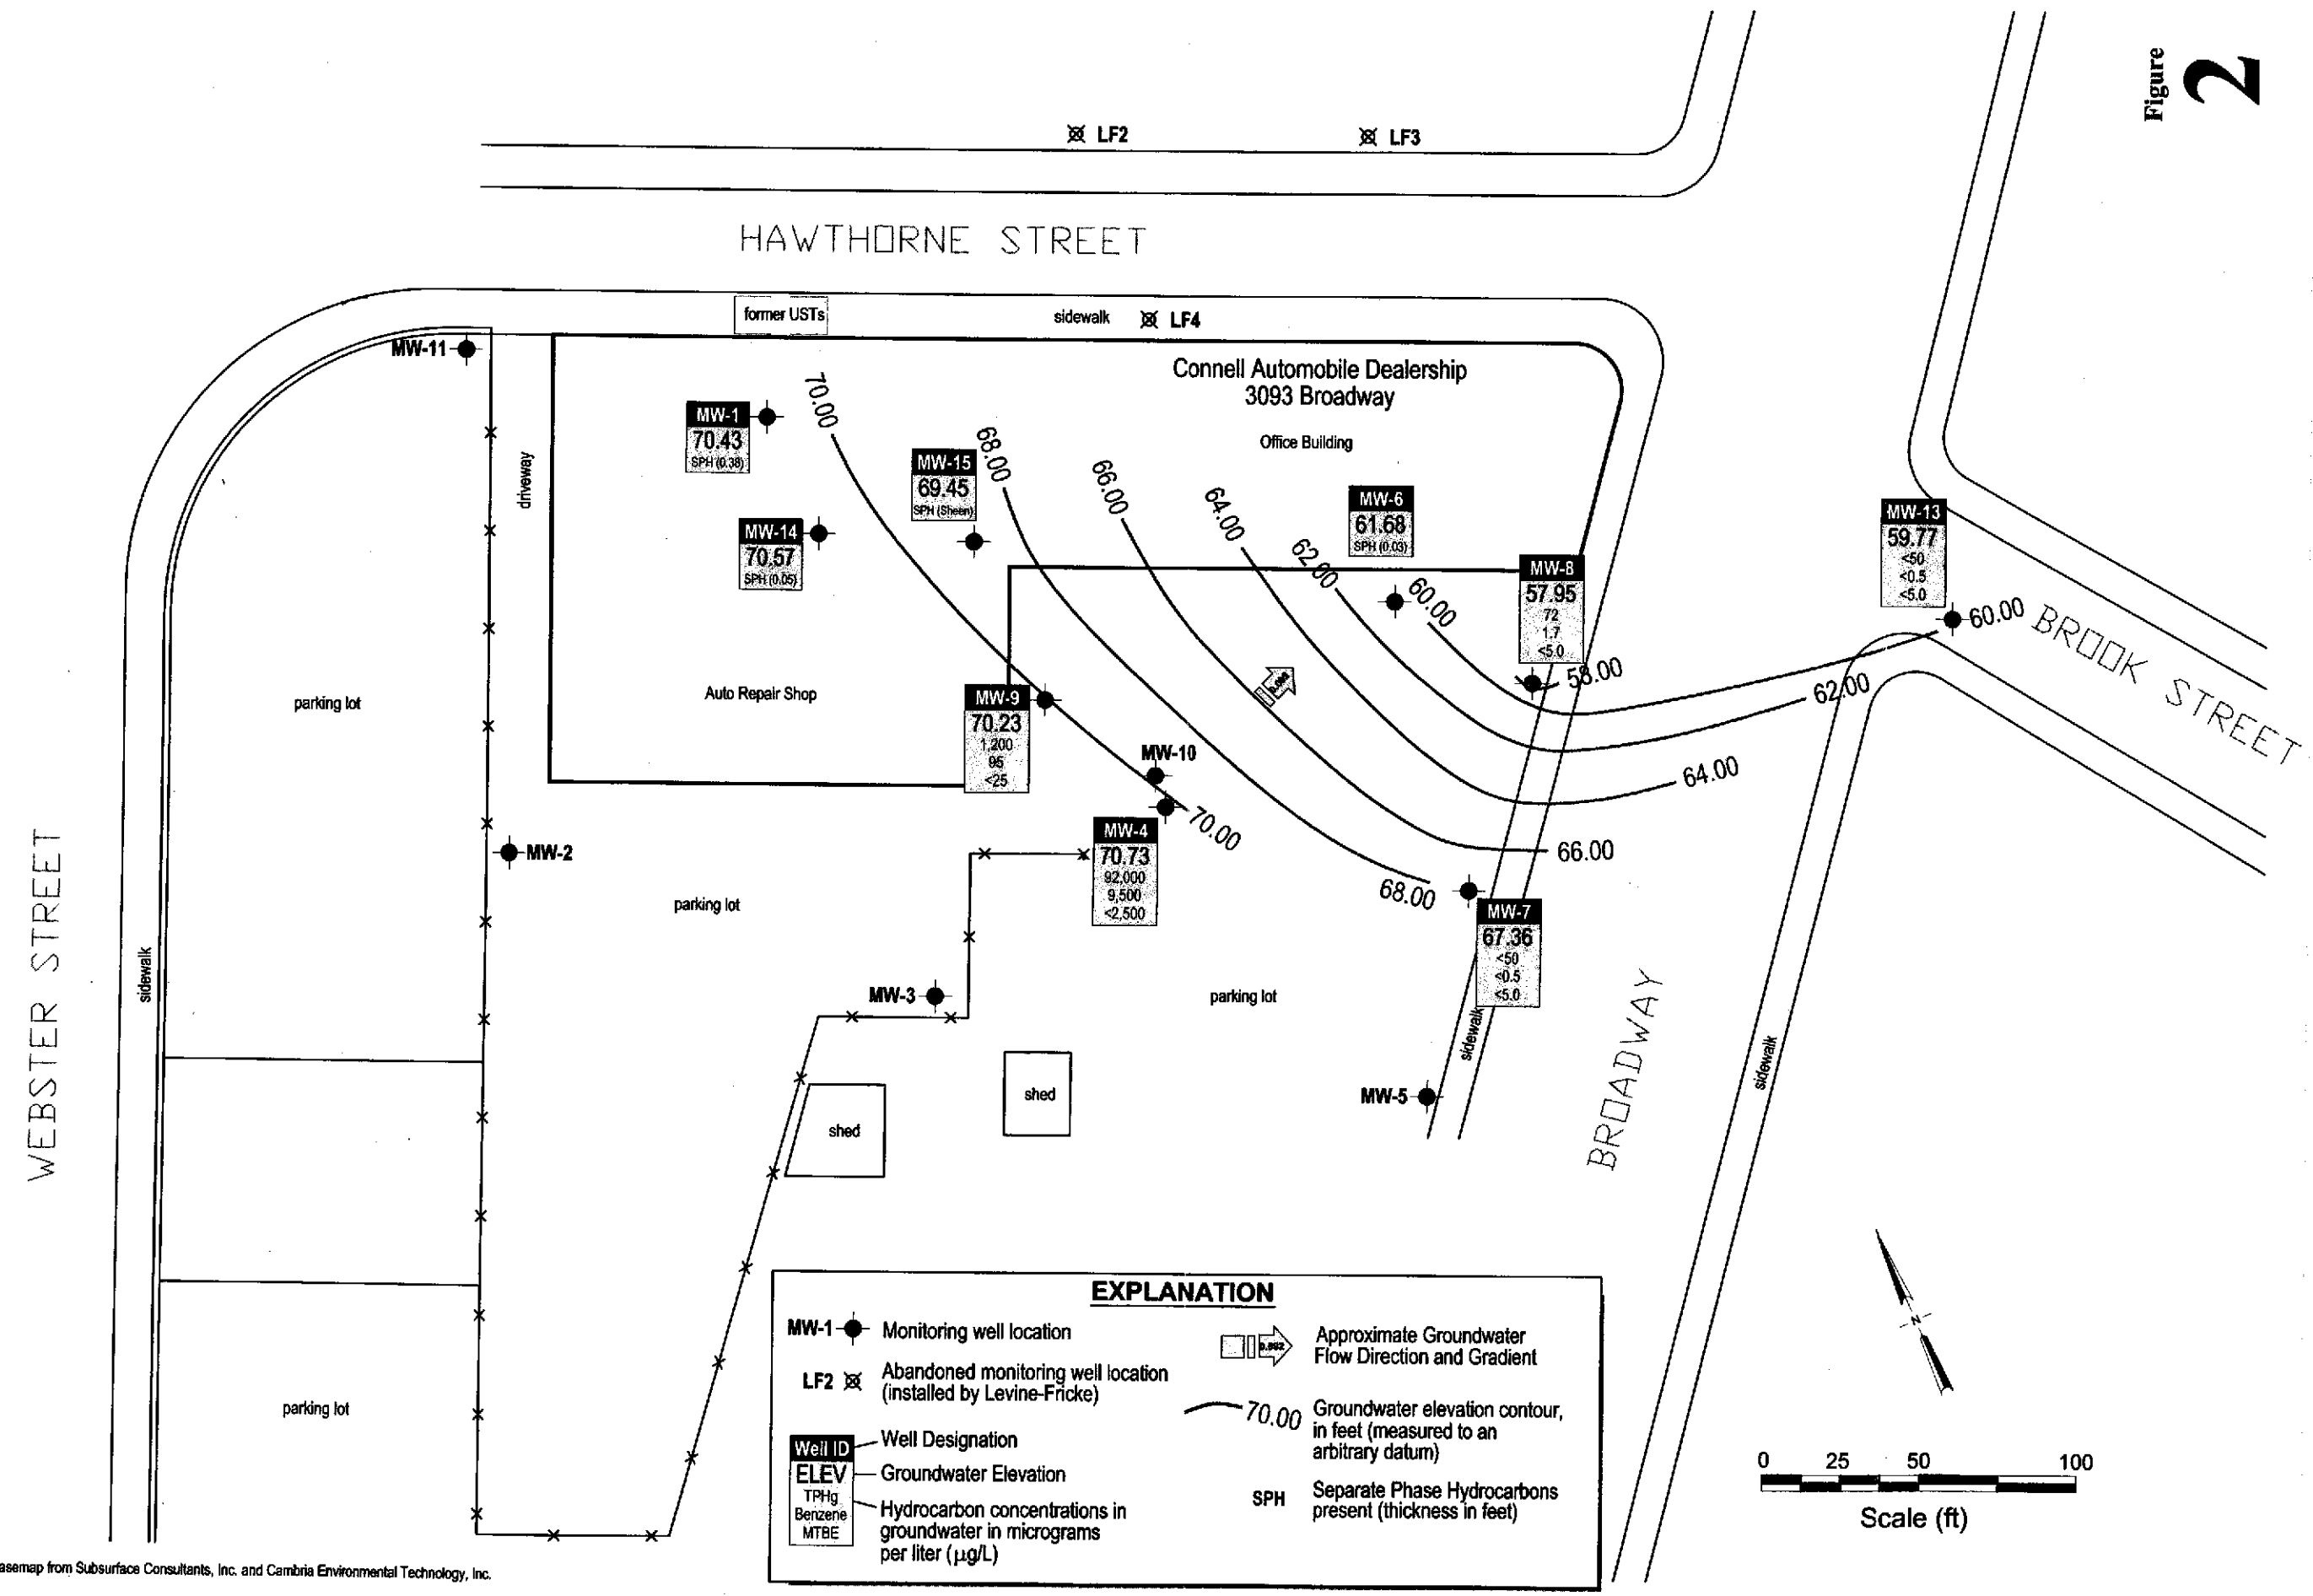 Figure
2
LF2
LF3
HAWTHORNE STREET
former USTs
sidewalk
LF4
MW-11
Connell Automobile Dealership
3093 Broadway
Office Building
driveway
MW-1
70.43
SPH (0.38)
70.00
MW-15
69.45
SPH (Sheen)
68.00
66.00
64.00
62.00
60.00
MW-6
61.68
SPH (0.03)
MW-14
70.57
SPH (0.05)
MW-8
57.95
72
1.7
<5.0
58.00
MW-13
59.77
<50
<0.5
<5.0
60.00
BROOK STREET
62.00
64.00
66.00
68.00
70.00
parking lot
Auto Repair Shop
MW-9
70.23
1,200
95
<25
MW-10
MW-4
70.73
92,000
9,500
<2,500
MW-2
parking lot
MW-7
67.36
<50
<0.5
<5.0
MW-3
parking lot
WEBSTER STREET
sidewalk
sidewalk
BROADWAY
sidewalk
shed
shed
MW-5
parking lot
EXPLANATION
MW-1
Monitoring well location
LF2
Abandoned monitoring well location
(installed by Levine-Fricke)
Well ID
ELEV
TPHg
Benzene
MTBE
Well Designation
Groundwater Elevation
Hydrocarbon concentrations in
groundwater in micrograms
per liter (µg/L)
Approximate Groundwater
Flow Direction and Gradient
70.00
Groundwater elevation contour,
in feet (measured to an
arbitrary datum)
SPH
Separate Phase Hydrocarbons
present (thickness in feet)
N
0 25 50 100
Scale (ft)
asemap from Subsurface Consultants, Inc. and Cambria Environmental Technology, Inc.